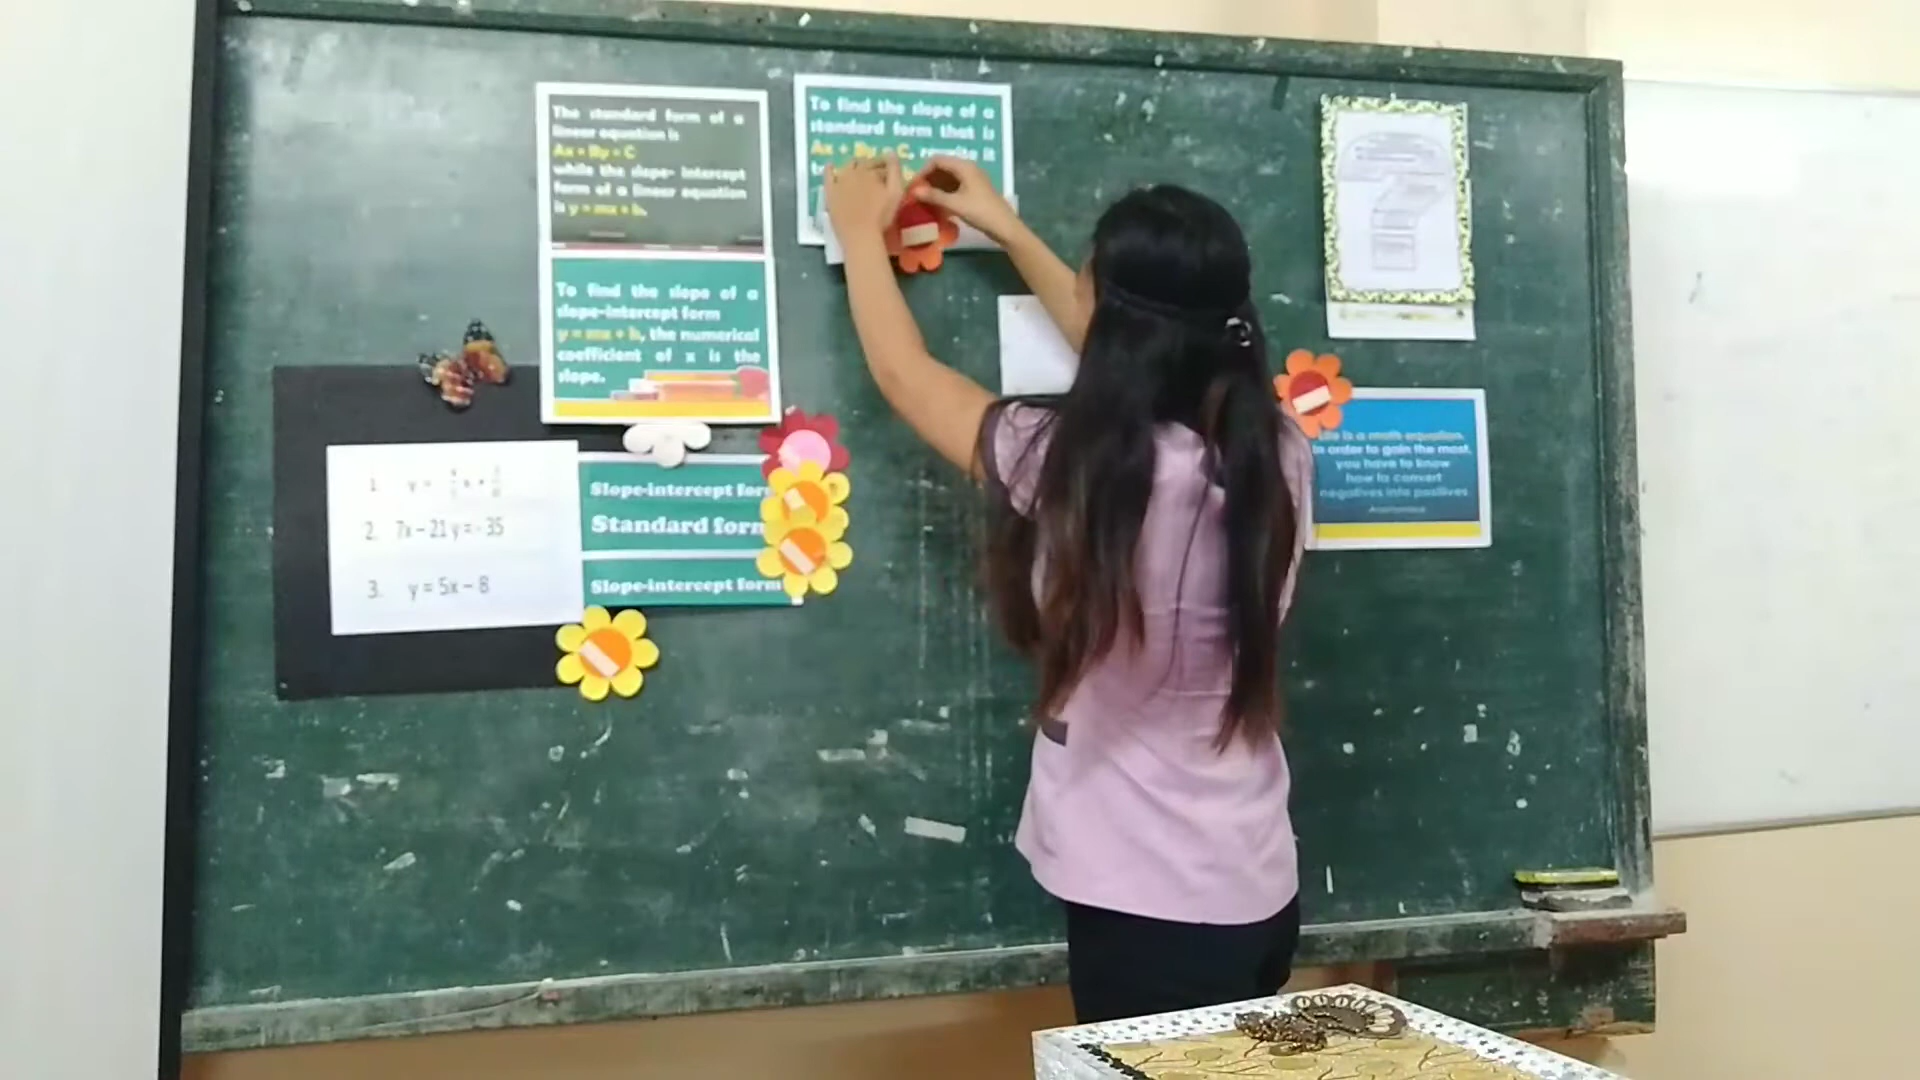 The standard form of a
linear equation is
Ax + By = C
while the slope- intercept
form of a linear equation
is y = mx + b.
To find the slope of a
slope-intercept form
y = mx + b, the numerical
coefficient of x is the
slope.
To find the slope of a
standard form that is
Ax + By = C, rewrite it
1. y =
2. 7x – 21y = - 35
3. y = 5x – 8
Slope-intercept form
Standard form
Slope-intercept form
Life is a math equation.
In order to gain the most,
you have to know
how to convert
negatives into positives
Anonymous